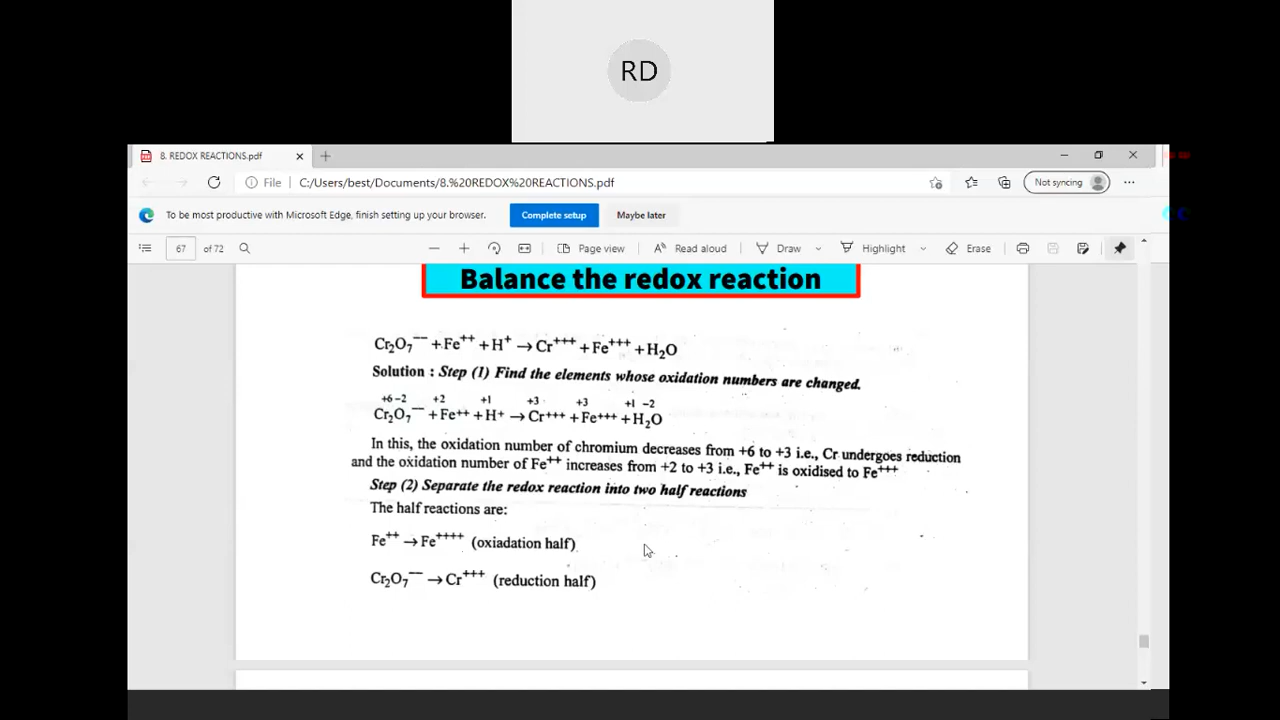 RD
8. REDOX REACTIONS.pdf
File C:/Users/best/Documents/8.%20REDOX%20REACTIONS.pdf Not syncing
To be most productive with Microsoft Edge, finish setting up your browser. Complete setup Maybe later
67 of 72 Page view Read aloud Draw Highlight Erase
Balance the redox reaction
Cr₂O₇⁻⁻ + Fe⁺⁺ + H⁺ → Cr⁺⁺⁺ + Fe⁺⁺⁺ + H₂O
Solution : Step (1) Find the elements whose oxidation numbers are changed.
+6 -2 +2 +1 +3 +3 +1 -2
Cr₂O₇⁻⁻ + Fe⁺⁺ + H⁺ → Cr⁺⁺⁺ + Fe⁺⁺⁺ + H₂O
In this, the oxidation number of chromium decreases from +6 to +3 i.e., Cr undergoes reduction
and the oxidation number of Fe⁺⁺ increases from +2 to +3 i.e., Fe⁺⁺ is oxidised to Fe⁺⁺⁺
Step (2) Separate the redox reaction into two half reactions
The half reactions are:
Fe⁺⁺ → Fe⁺⁺⁺⁺ (oxiadation half)
Cr₂O₇⁻⁻ → Cr⁺⁺⁺ (reduction half)